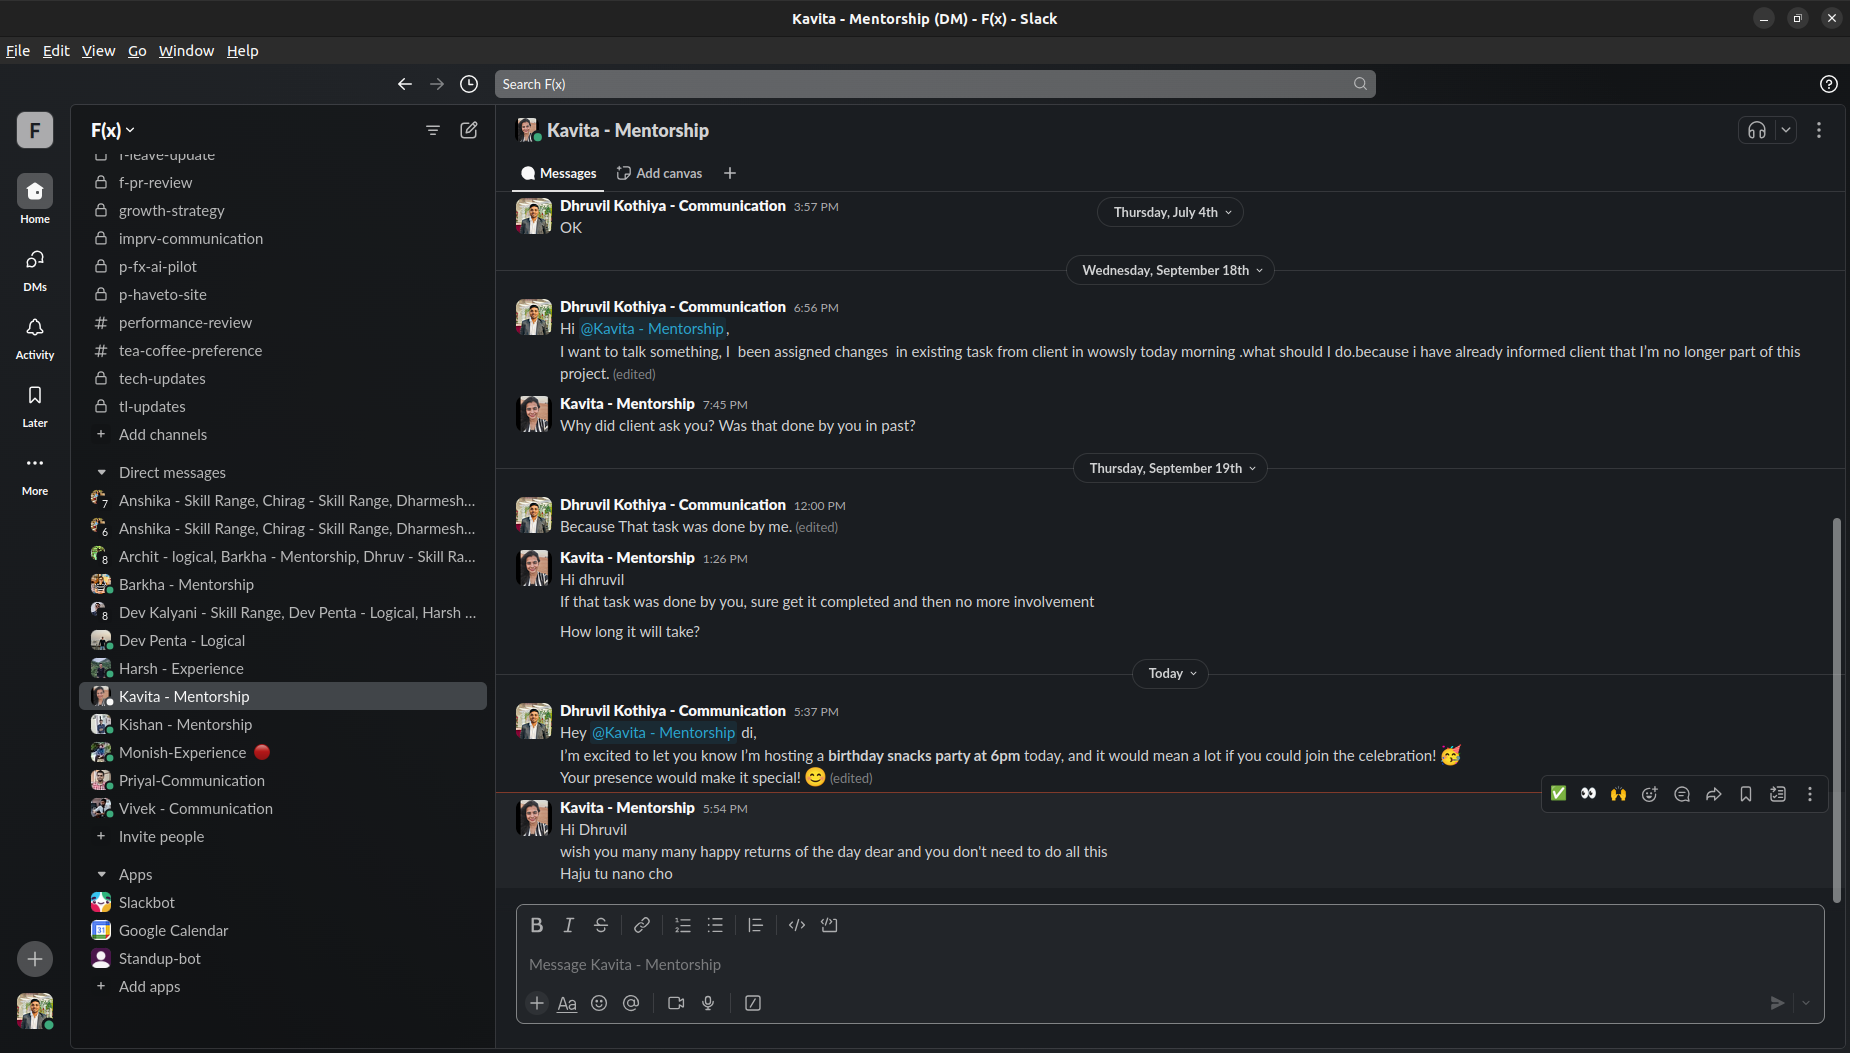 Kavita - Mentorship (DM) - F(x) - Slack
File Edit View Go Window Help
Search F(x)
F
F(x)
Home
DMs
Activity
Later
More
f-leave-update
f-pr-review
growth-strategy
imprv-communication
p-fx-ai-pilot
p-haveto-site
# performance-review
# tea-coffee-preference
tech-updates
tl-updates
+ Add channels
Direct messages
7 Anshika - Skill Range, Chirag - Skill Range, Dharmesh...
6 Anshika - Skill Range, Chirag - Skill Range, Dharmesh...
8 Archit - logical, Barkha - Mentorship, Dhruv - Skill Ra...
Barkha - Mentorship
8 Dev Kalyani - Skill Range, Dev Penta - Logical, Harsh ...
Dev Penta - Logical
Harsh - Experience
Kavita - Mentorship
Kishan - Mentorship
Monish-Experience 🔴
Priyal-Communication
Vivek - Communication
+ Invite people
Apps
Slackbot
31 Google Calendar
Standup-bot
+ Add apps
Kavita - Mentorship
Messages Add canvas +
Dhruvil Kothiya - Communication 3:57 PM
Thursday, July 4th
OK
Wednesday, September 18th
Dhruvil Kothiya - Communication 6:56 PM
Hi @Kavita - Mentorship ,
I want to talk something, I  been assigned changes  in existing task from client in wowsly today morning .what should I do.because i have already informed client that I’m no longer part of this
project. (edited)
Kavita - Mentorship 7:45 PM
Why did client ask you? Was that done by you in past?
Thursday, September 19th
Dhruvil Kothiya - Communication 12:00 PM
Because That task was done by me. (edited)
Kavita - Mentorship 1:26 PM
Hi dhruvil
If that task was done by you, sure get it completed and then no more involvement
How long it will take?
Today
Dhruvil Kothiya - Communication 5:37 PM
Hey @Kavita - Mentorship di,
I’m excited to let you know I’m hosting a birthday snacks party at 6pm today, and it would mean a lot if you could join the celebration! 🥳
Your presence would make it special! 😊 (edited)
Kavita - Mentorship 5:54 PM
Hi Dhruvil
wish you many many happy returns of the day dear and you don't need to do all this
Haju tu nano cho
B I S
Message Kavita - Mentorship
+ Aa @